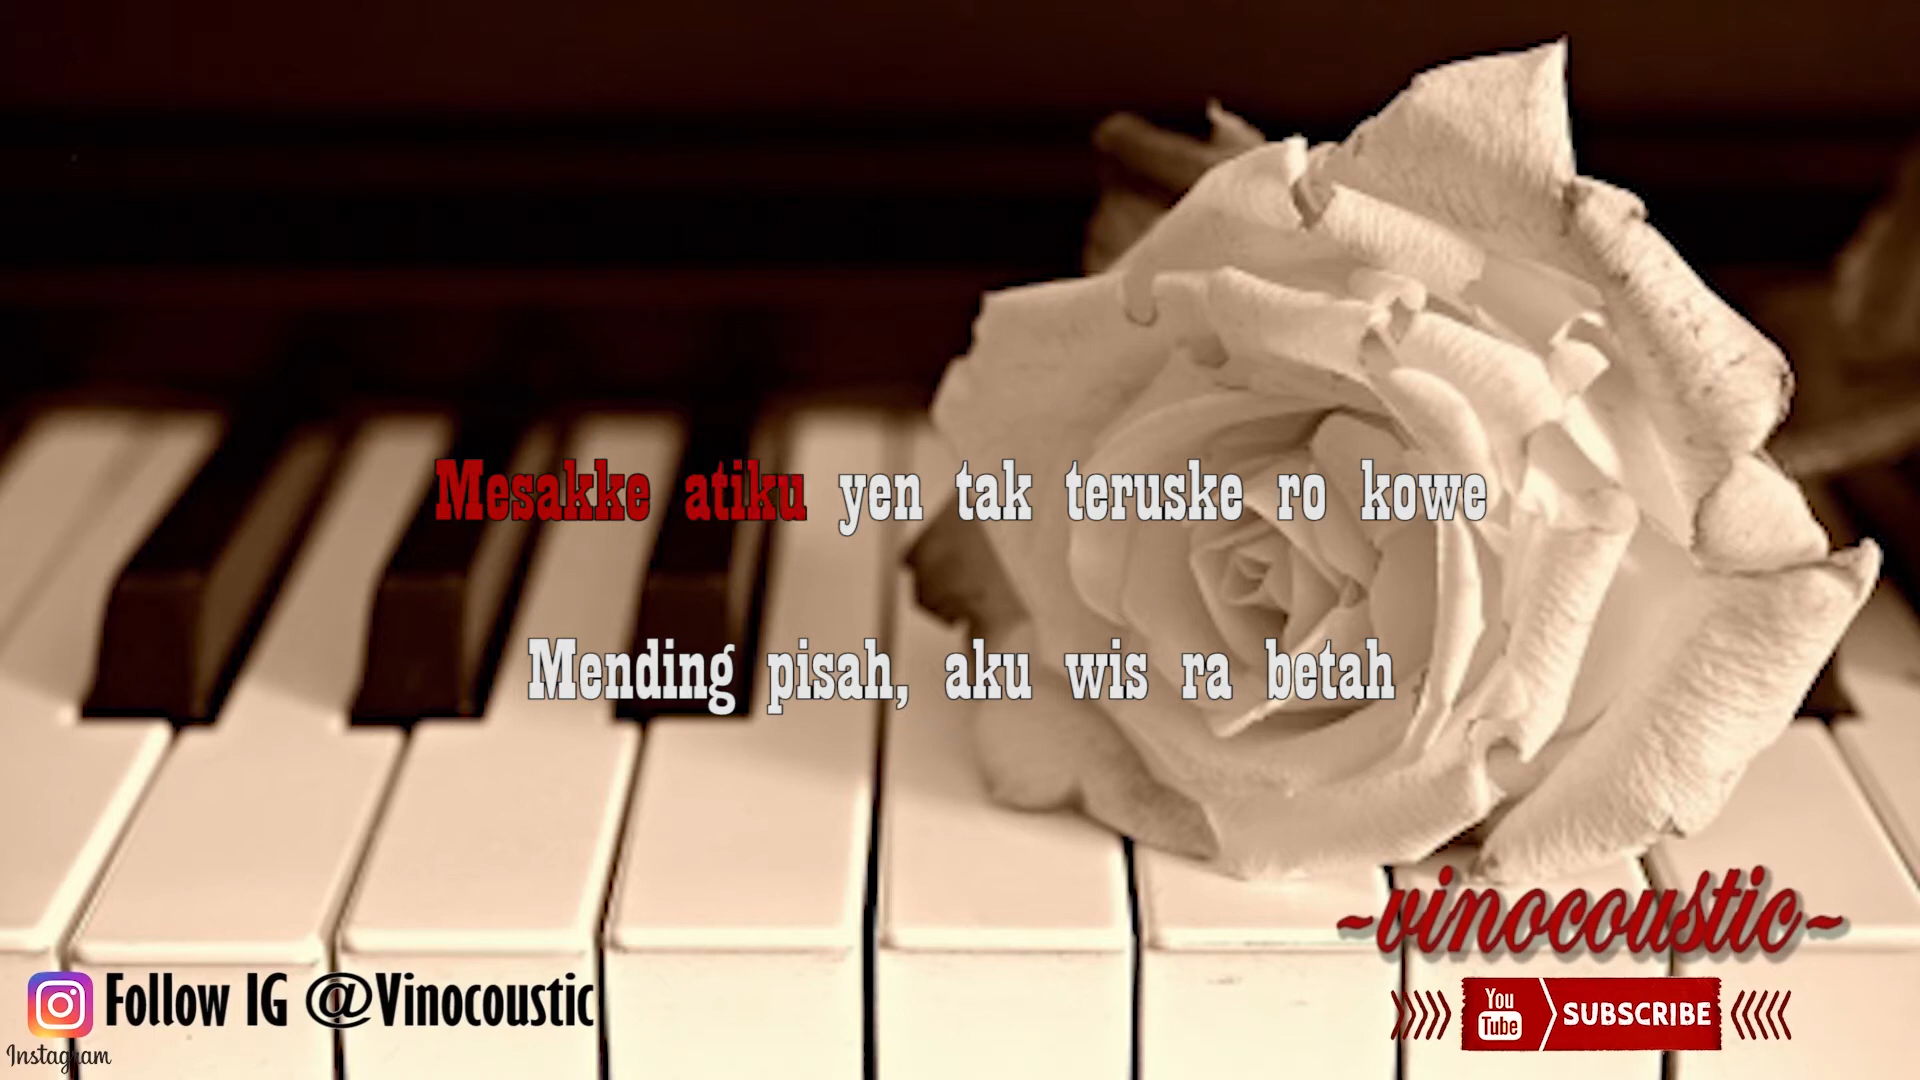 Mesakke atiku yen tak teruske ro kowe
Mending pisah, aku wis ra betah
~vinocoustic~
Follow IG @Vinocoustic
Instagram
You
Tube
SUBSCRIBE